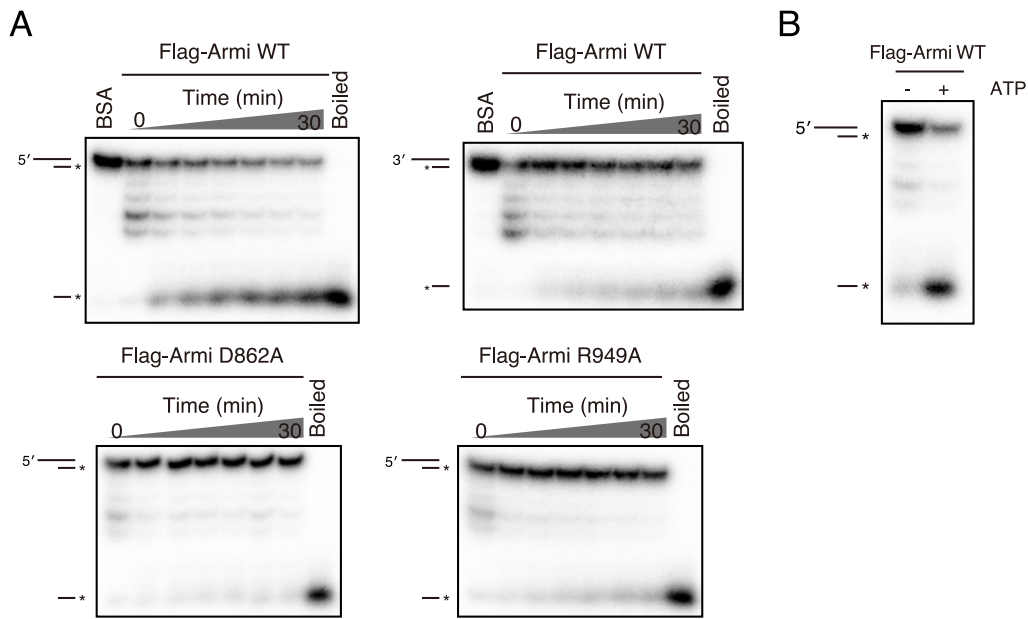 A
Flag-Armi WT
BSA
Time (min)
0
30
Boiled
5′
*
*
Flag-Armi WT
BSA
Time (min)
0
30
Boiled
3′
*
*
B
Flag-Armi WT
- + ATP
5′
*
*
Flag-Armi D862A
Time (min)
0
30
Boiled
5′
*
*
Flag-Armi R949A
Time (min)
0
30
Boiled
5′
*
*